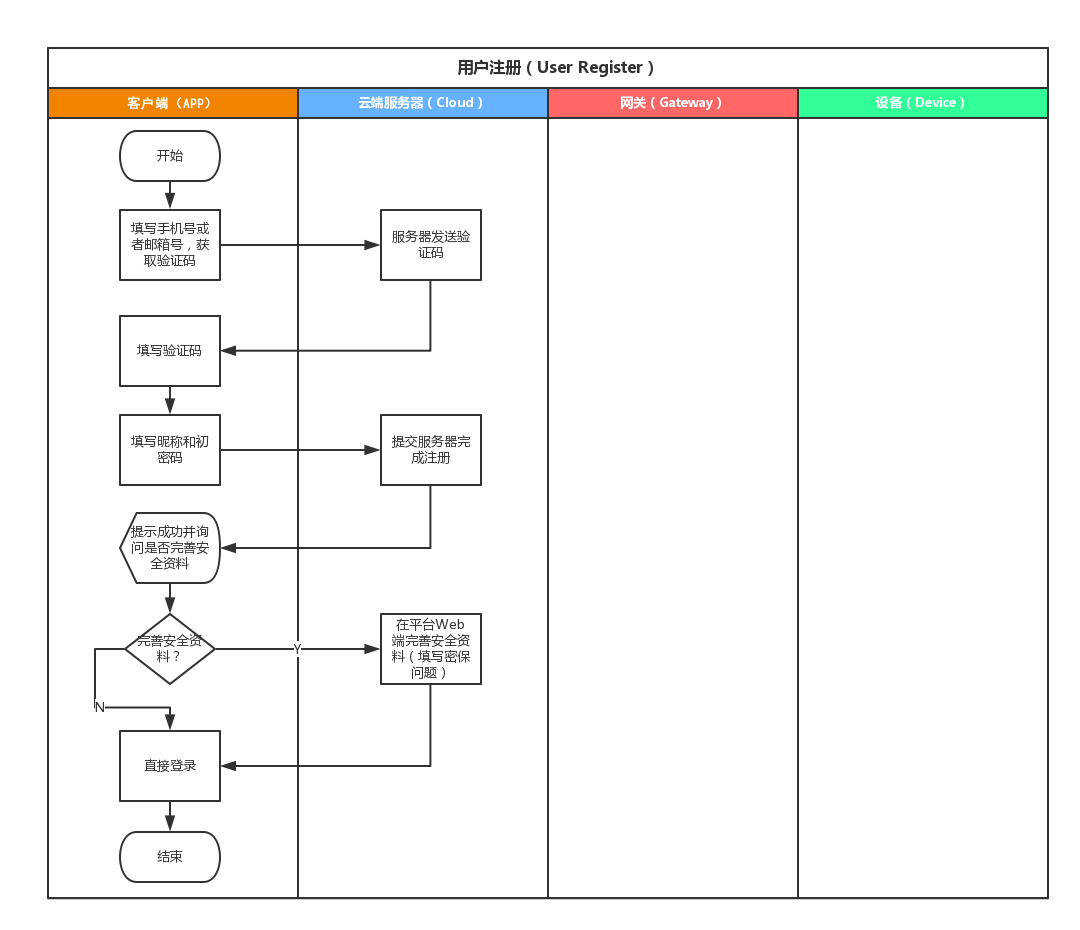 用户注册（User Register）
客户端（APP）
云端服务器（Cloud）
网关（Gateway）
设备（Device）
开始
填写手机号或
者邮箱号，获
取验证码
服务器发送验
证码
填写验证码
填写昵称和初
密码
提交服务器完
成注册
提示成功并询
问是否完善安
全资料
完善安全资
料？
Y
在平台Web
端完善安全资
料（填写密保
问题）
N
直接登录
结束